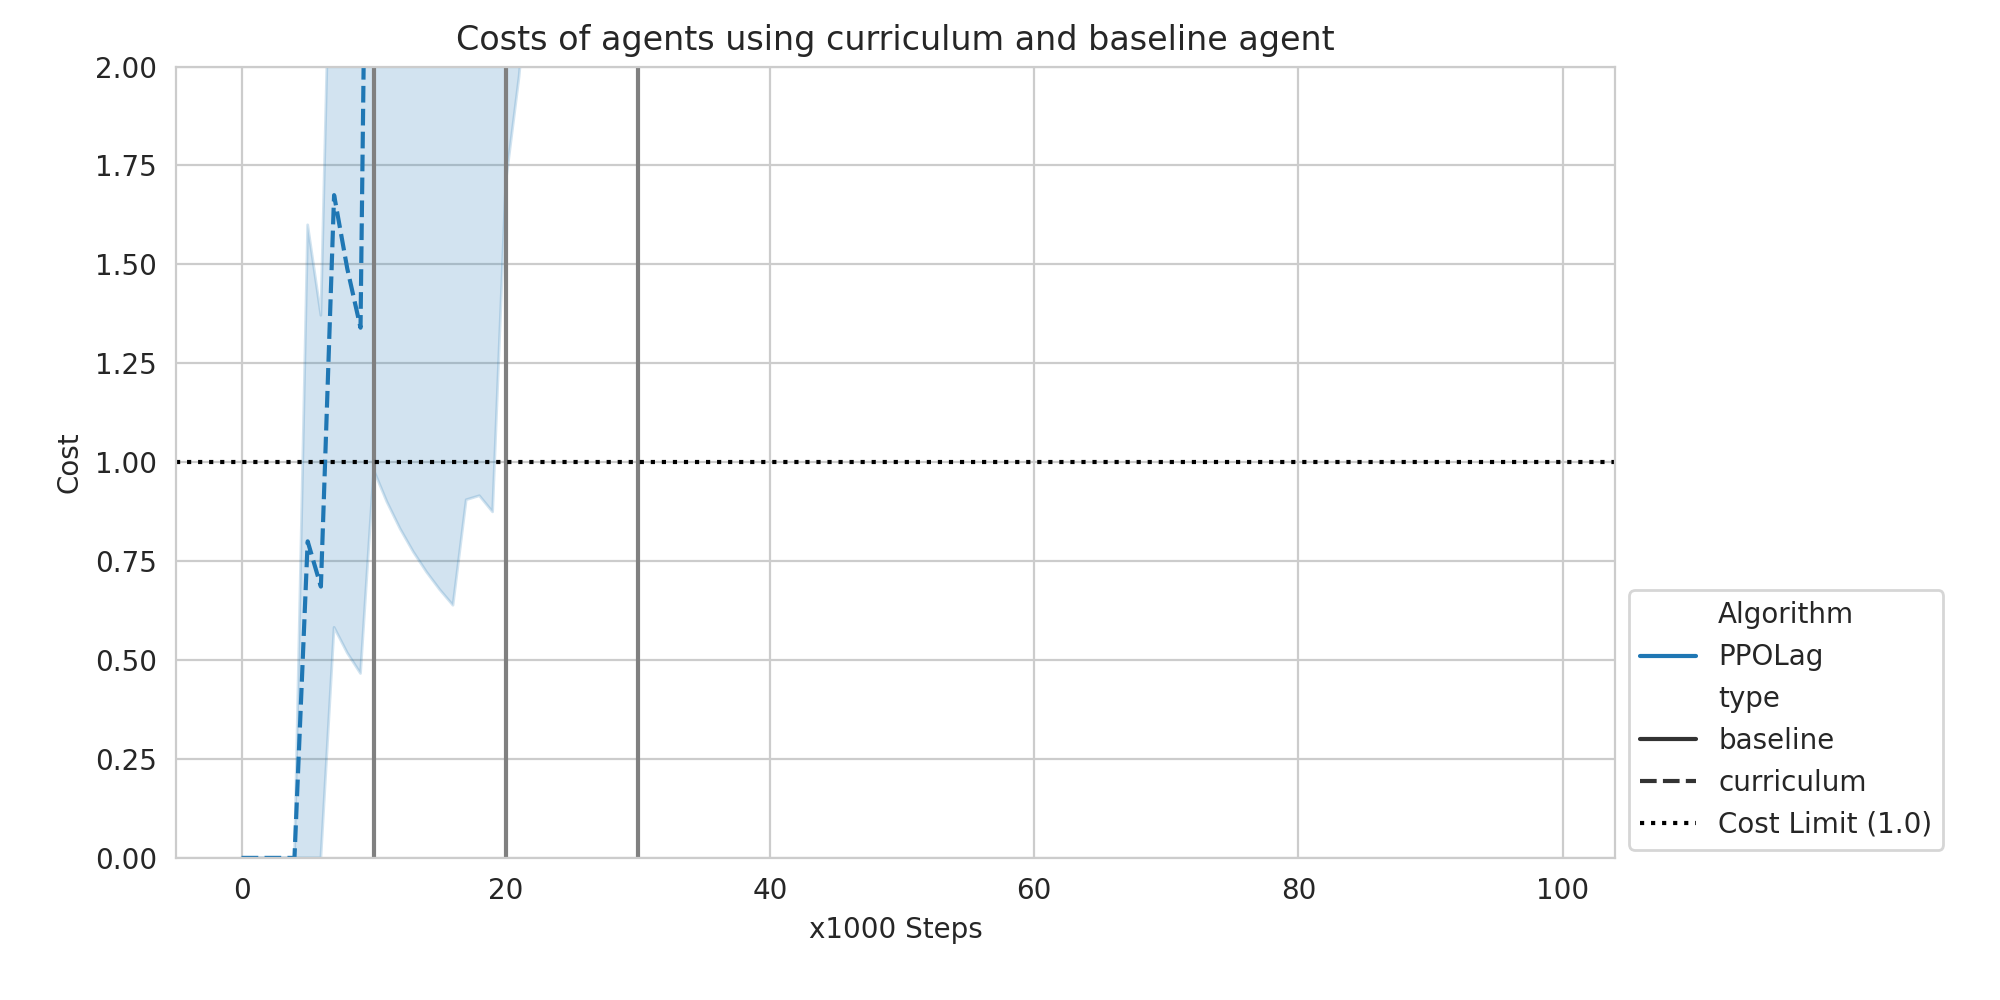 Costs of agents using curriculum and baseline agent
2.00
1.75
1.50
1.25
1.00
0.75
0.50
0.25
0.00
Cost
0 20 40 60 80 100
x1000 Steps
Algorithm
PPOLag
type
baseline
curriculum
Cost Limit (1.0)